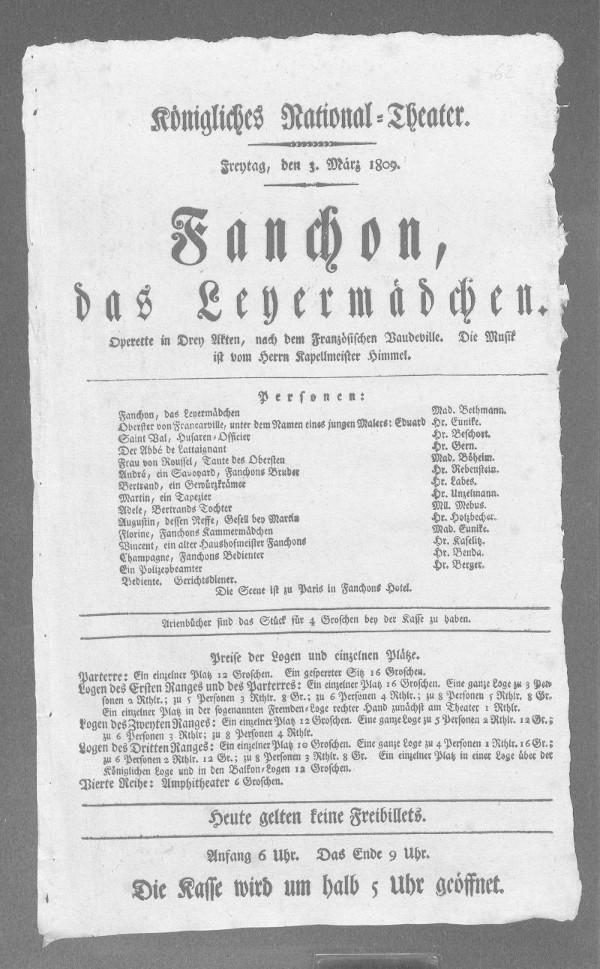 62
Königliches National-Theater.
Freytag, den 3. März 1809.
Fanchon,
das Leyermädchen.
Operette in Drey Akten, nach dem Französischen Vaudeville. Die Musik
ist vom Herrn Kapellmeister Himmel.
Personen:
Fanchon, das Leyermädchen Mad. Bethmann.
Oberster von Francarville, unter dem Namen eines jungen Malers: Eduard Hr. Eunike.
Saint Val, Husaren-Officier Hr. Beschort.
Der Abbé de Lattaignant Hr. Gern.
Frau von Roussel, Tante des Obersten Mad. Böheim.
André, ein Savoyard, Fanchons Bruder Hr. Rebenstein.
Bertrand, ein Gewürzkrämer Hr. Labes.
Martin, ein Tapezier Hr. Unzelmann.
Adele, Bertrands Tochter Mll. Mebus.
Augustin, dessen Neffe, Gesell bey Martin Hr. Holzbecher.
Florine, Fanchons Kammermädchen Mad. Eunike.
Vincent, ein alter Haushofmeister Fanchons Hr. Kaselitz.
Champagne, Fanchons Bedienter Hr. Benda.
Ein Polizeybeamter Hr. Berger.
Bediente. Gerichtsdiener.
Die Scene ist zu Paris in Fanchons Hotel.
Arienbücher sind das Stück für 4 Groschen bey der Kasse zu haben.
Preise der Logen und einzelnen Plätze.
Parterre: Ein einzelner Platz 12 Groschen. Ein gesperrter Sitz 16 Groschen.
Logen des Ersten Ranges und des Parterres: Ein einzelner Platz 16 Groschen. Eine ganze Loge zu 3 Per-
sonen 2 Rthlr.; zu 5 Personen 3 Rthlr. 8 Gr.; zu 6 Personen 4 Rthlr.; zu 8 Personen 5 Rthlr. 8 Gr.
Ein einzelner Platz in der sogenannten Fremden-Loge rechter Hand zunächst am Theater 1 Rthlr.
Logen des Zweyten Ranges: Ein einzelner Platz 12 Groschen. Eine ganze Loge zu 5 Personen 2 Rthlr. 12 Gr.;
zu 6 Personen 3 Rthlr.; zu 8 Personen 4 Rthlr.
Logen des Dritten Ranges: Ein einzelner Platz 10 Groschen. Eine ganze Loge zu 4 Personen 1 Rthlr. 16 Gr.;
zu 6 Personen 2 Rthlr. 12 Gr.; zu 8 Personen 3 Rthlr. 8 Gr. Ein einzelner Platz in einer Loge über der
Königlichen Loge und in den Balkon-Logen 12 Groschen.
Vierte Reihe: Amphitheater 6 Groschen.
Heute gelten keine Freibillets.
Anfang 6 Uhr. Das Ende 9 Uhr.
Die Kasse wird um halb 5 Uhr geöffnet.